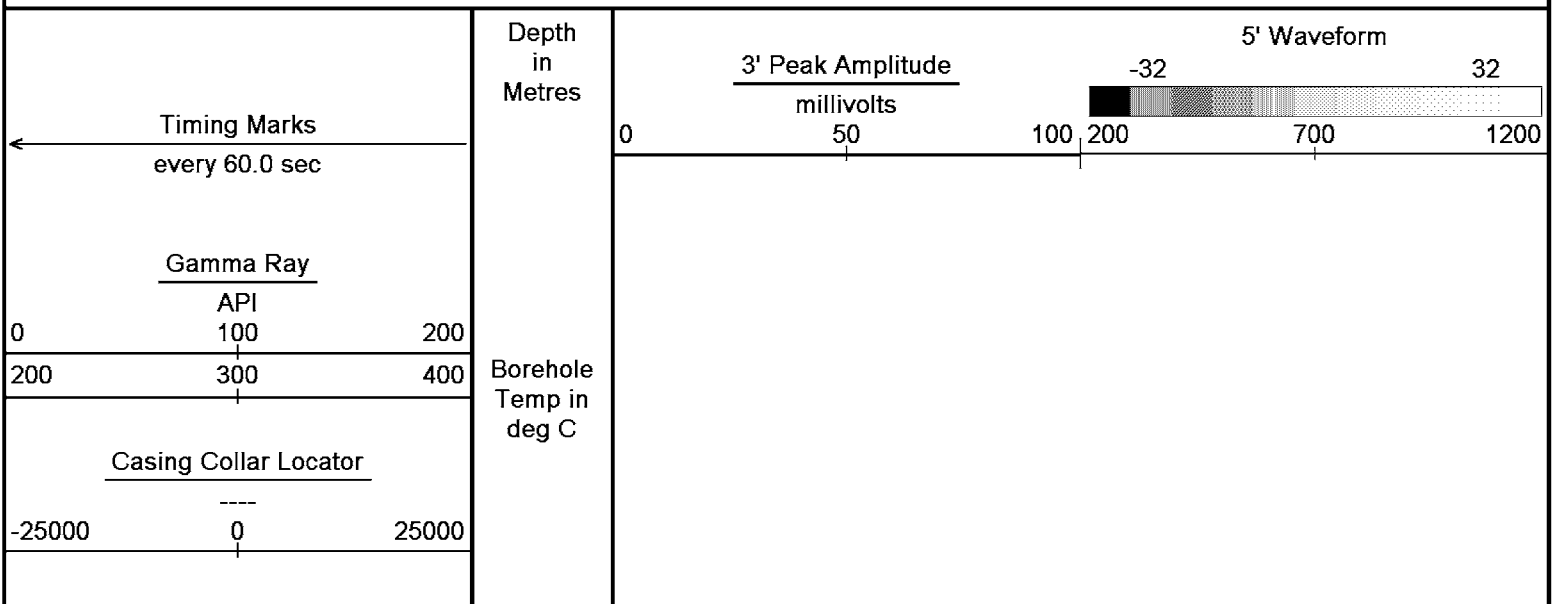 Timing Marks
every 60.0 sec
Gamma Ray
API
0 100 200
200 300 400
Casing Collar Locator
----
-25000 0 25000
Depth
in
Metres
Borehole
Temp in
deg C
3' Peak Amplitude
millivolts
0 50 100
5' Waveform
-32 32
200 700 1200